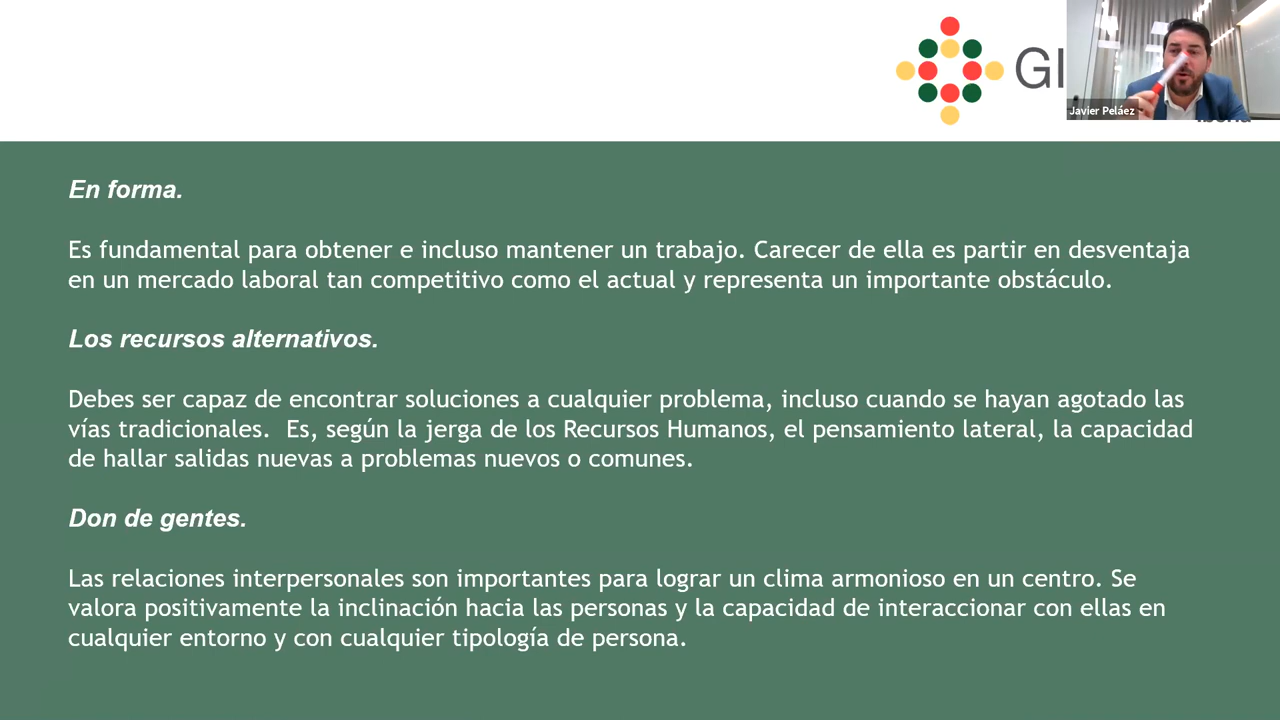 GI
Javier Peláez
En forma.
Es fundamental para obtener e incluso mantener un trabajo. Carecer de ella es partir en desventaja
en un mercado laboral tan competitivo como el actual y representa un importante obstáculo.
Los recursos alternativos.
Debes ser capaz de encontrar soluciones a cualquier problema, incluso cuando se hayan agotado las
vías tradicionales.  Es, según la jerga de los Recursos Humanos, el pensamiento lateral, la capacidad
de hallar salidas nuevas a problemas nuevos o comunes.
Don de gentes.
Las relaciones interpersonales son importantes para lograr un clima armonioso en un centro. Se
valora positivamente la inclinación hacia las personas y la capacidad de interaccionar con ellas en
cualquier entorno y con cualquier tipología de persona.